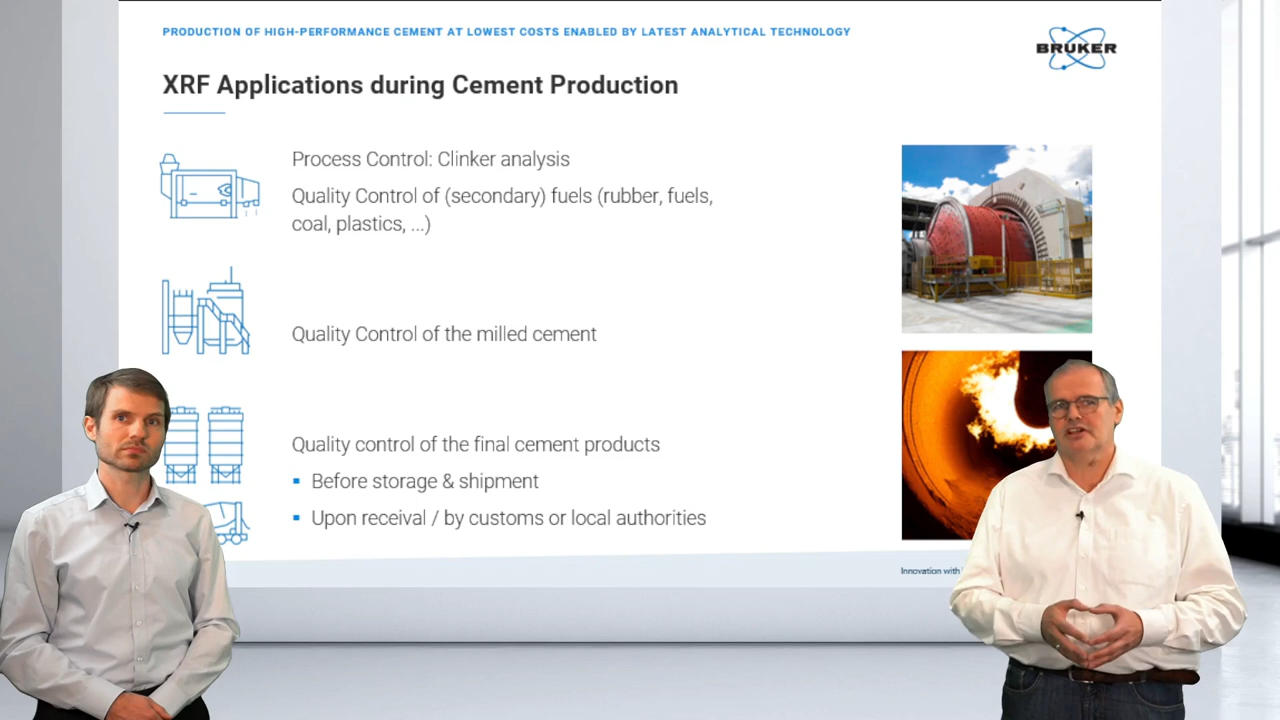 PRODUCTION OF HIGH-PERFORMANCE CEMENT AT LOWEST COSTS ENABLED BY LATEST ANALYTICAL TECHNOLOGY
BRUKER
XRF Applications during Cement Production
Process Control: Clinker analysis
Quality Control of (secondary) fuels (rubber, fuels,
coal, plastics, ...)
Quality Control of the milled cement
Quality control of the final cement products
▪ Before storage & shipment
▪ Upon receival / by customs or local authorities
Innovation with